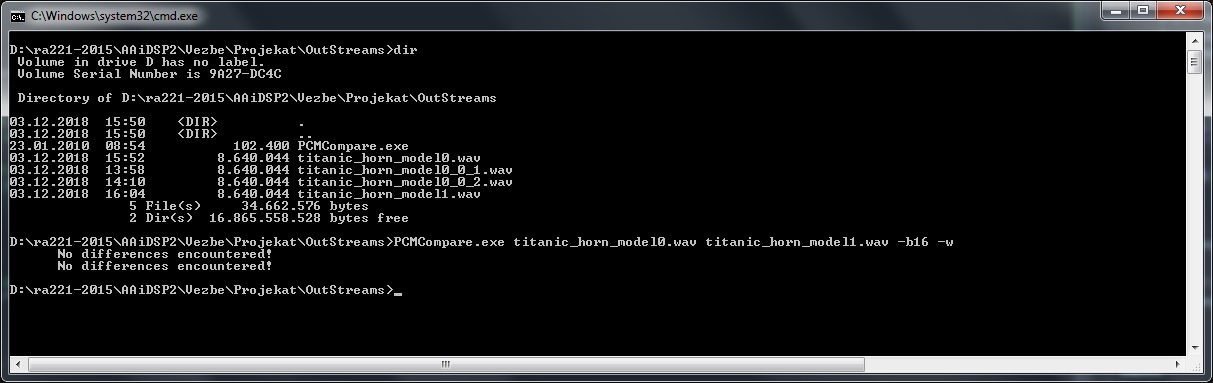 C:\Windows\system32\cmd.exe
D:\ra221-2015\AAiDSP2\Vezbe\Projekat\OutStreams>dir
 Volume in drive D has no label.
 Volume Serial Number is 9A27-DC4C
 Directory of D:\ra221-2015\AAiDSP2\Vezbe\Projekat\OutStreams
03.12.2018  15:50    <DIR>          .
03.12.2018  15:50    <DIR>          ..
23.01.2010  08:54           102.400 PCMCompare.exe
03.12.2018  15:52         8.640.044 titanic_horn_model0.wav
03.12.2018  13:58         8.640.044 titanic_horn_model0_0_1.wav
03.12.2018  14:10         8.640.044 titanic_horn_model0_0_2.wav
03.12.2018  16:04         8.640.044 titanic_horn_model1.wav
               5 File(s)     34.662.576 bytes
               2 Dir(s)  16.865.558.528 bytes free
D:\ra221-2015\AAiDSP2\Vezbe\Projekat\OutStreams>PCMCompare.exe titanic_horn_model0.wav titanic_horn_model1.wav -b16 -w
      No differences encountered!
      No differences encountered!
D:\ra221-2015\AAiDSP2\Vezbe\Projekat\OutStreams>_